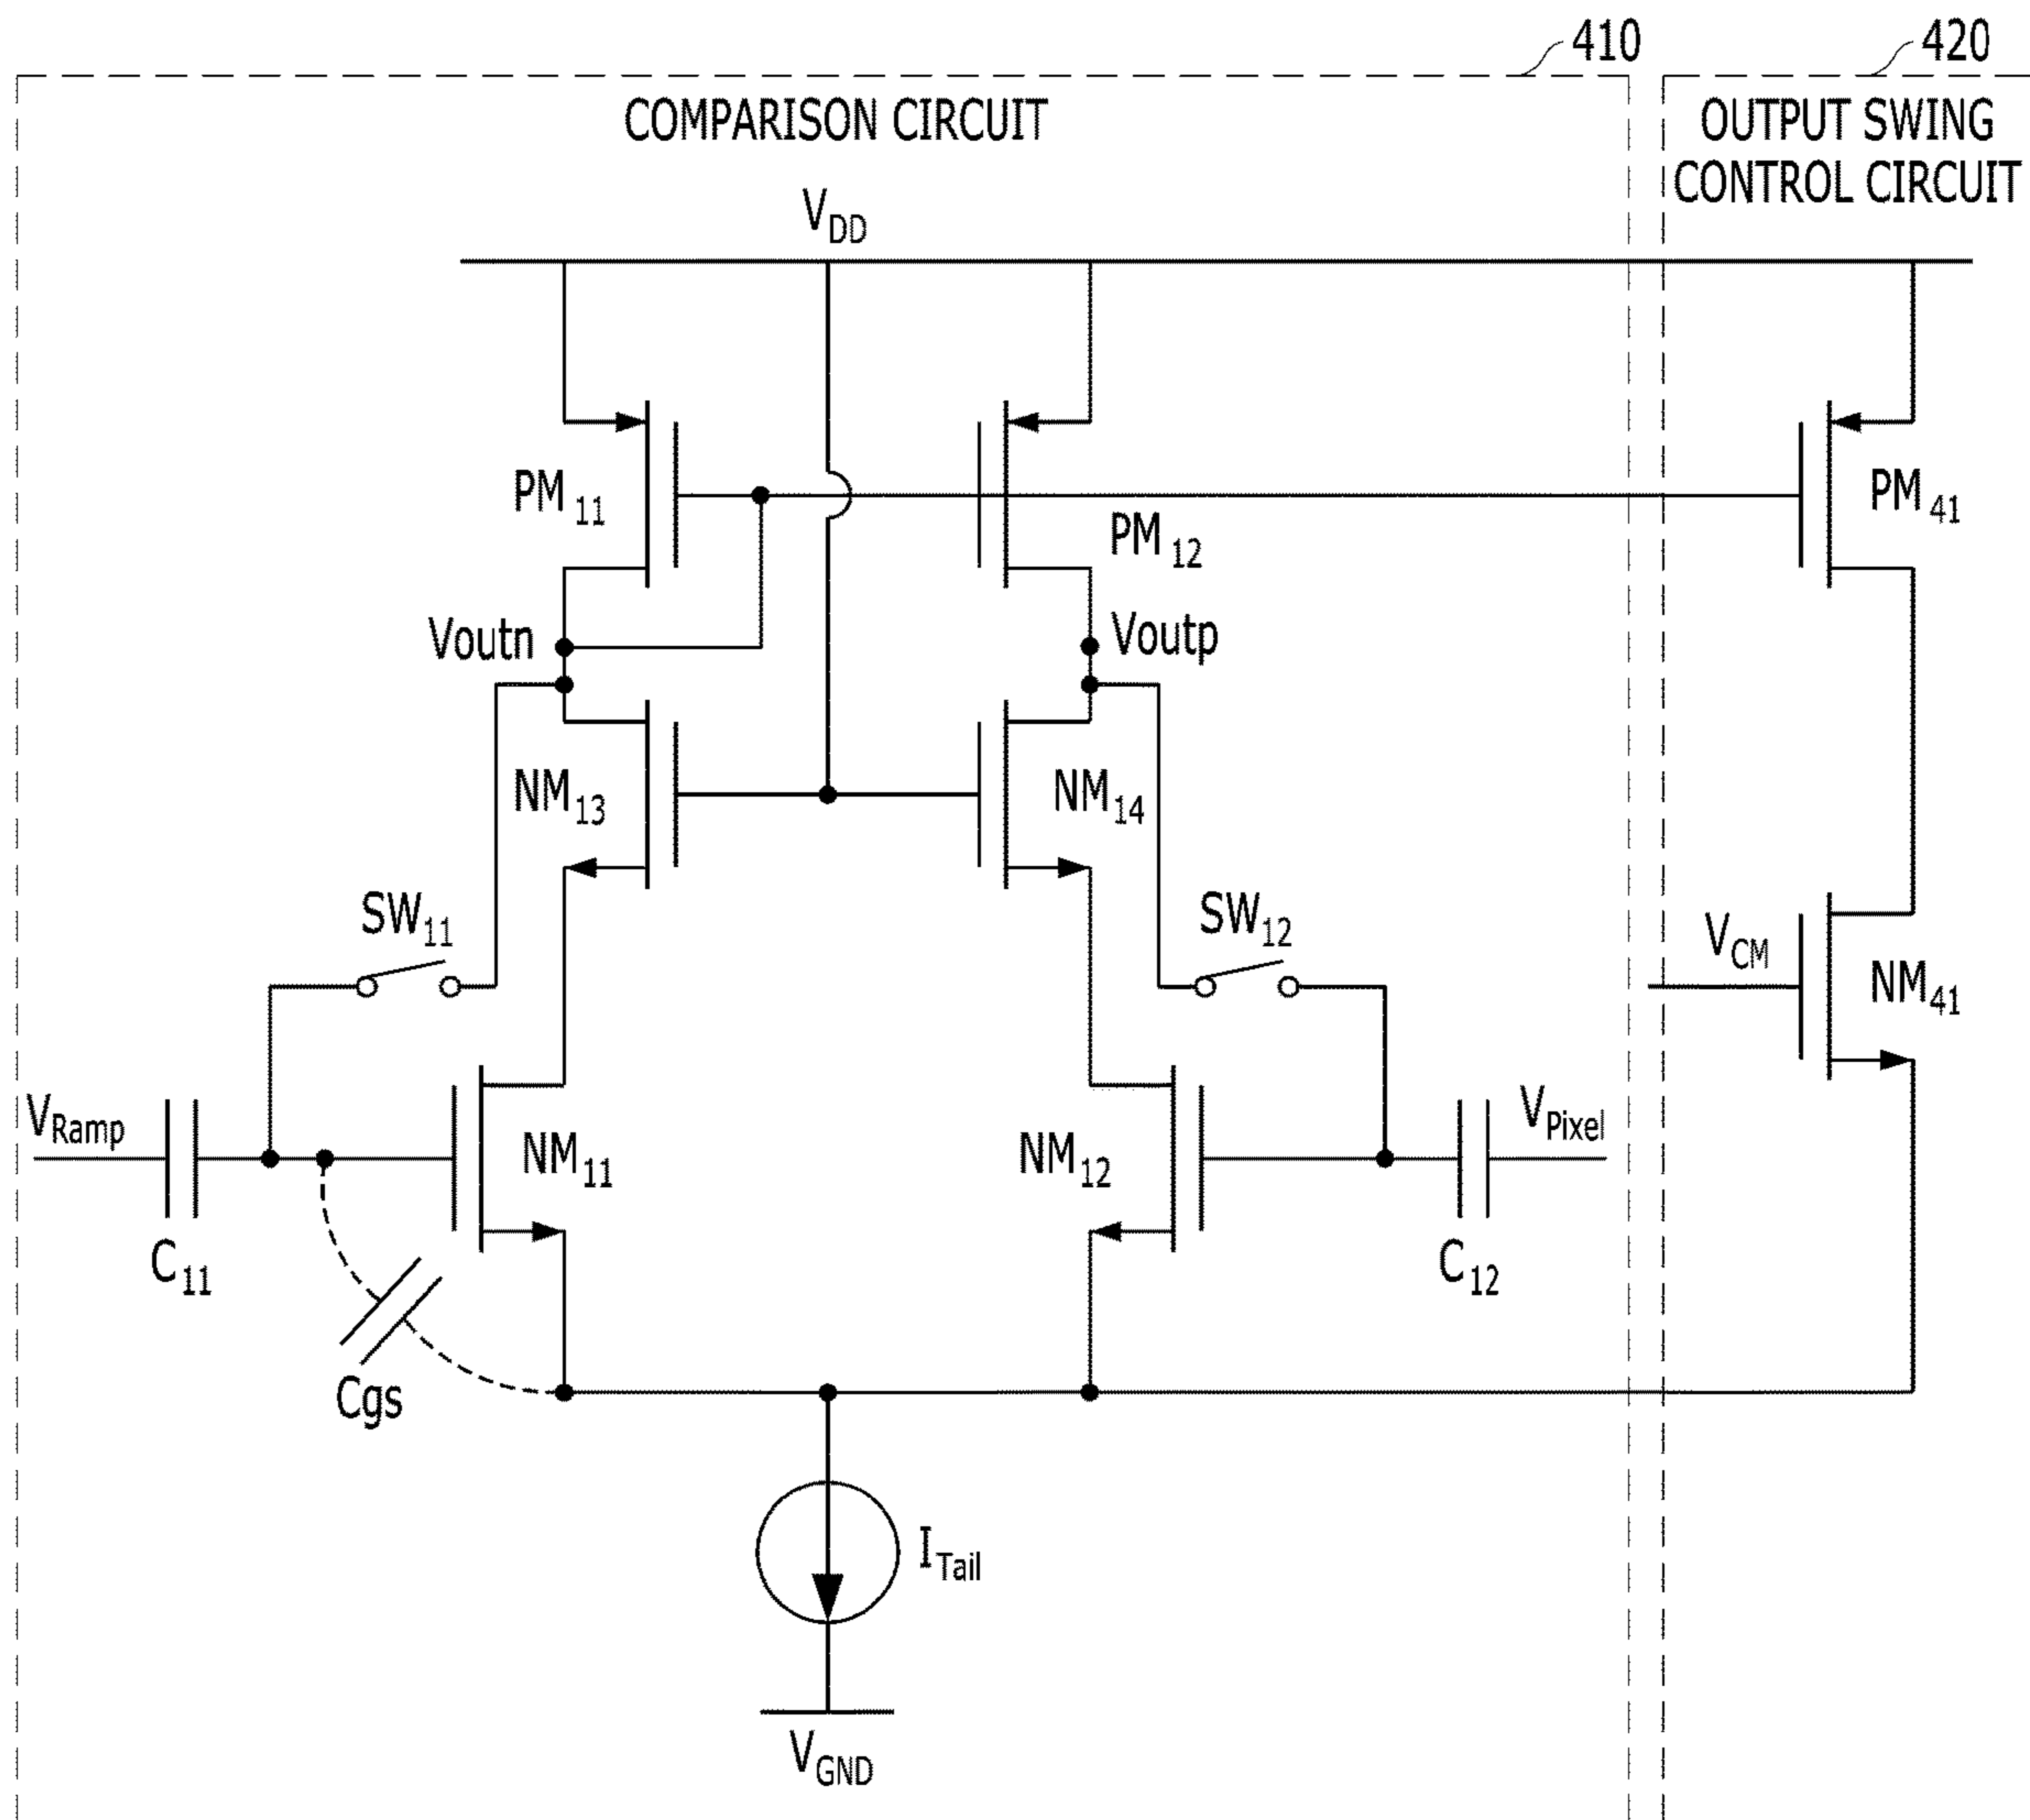 410
420
COMPARISON CIRCUIT
OUTPUT SWING
CONTROL CIRCUIT
VDD
PM11
PM12
PM41
Voutn
Voutp
NM13
NM14
SW11
SW12
VCM
NM41
VRamp
NM11
NM12
VPixel
C11
C12
Cgs
ITail
VGND